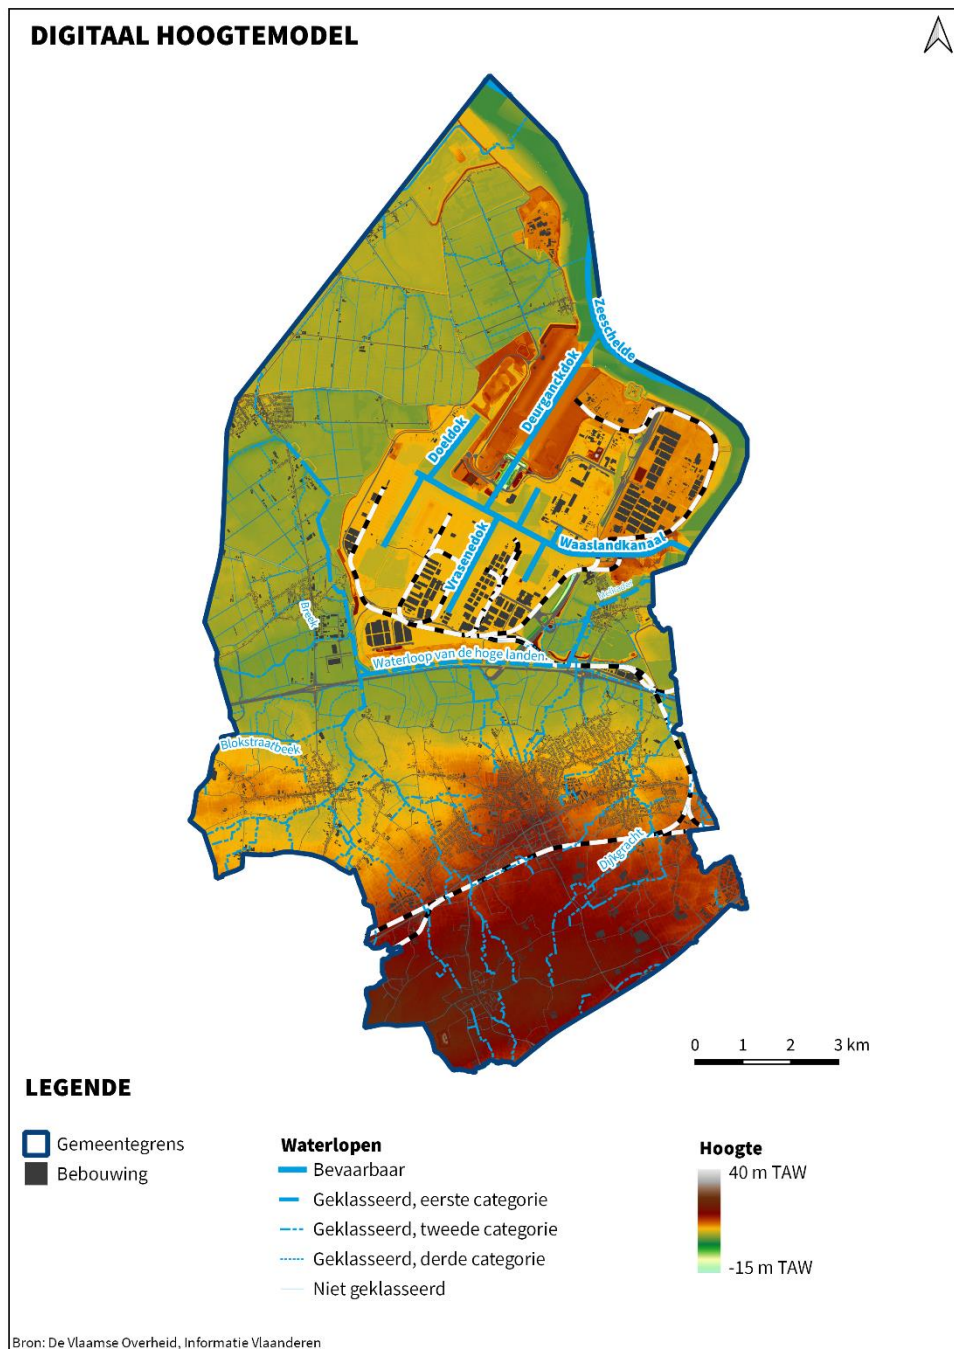 DIGITAAL HOOGTEMODEL
Zeeschelde
Deurganckdok
Doeldok
Vrasenedok
Waaslandkanaal
Melkader
Breek
Waterloop van de hoge landen.
Blokstraatbeek
Dijkgracht
0 1 2 3 km
LEGENDE
Gemeentegrens
Bebouwing
Waterlopen
Bevaarbaar
Geklasseerd, eerste categorie
Geklasseerd, tweede categorie
Geklasseerd, derde categorie
Niet geklasseerd
Hoogte
40 m TAW
-15 m TAW
Bron: De Vlaamse Overheid, Informatie Vlaanderen